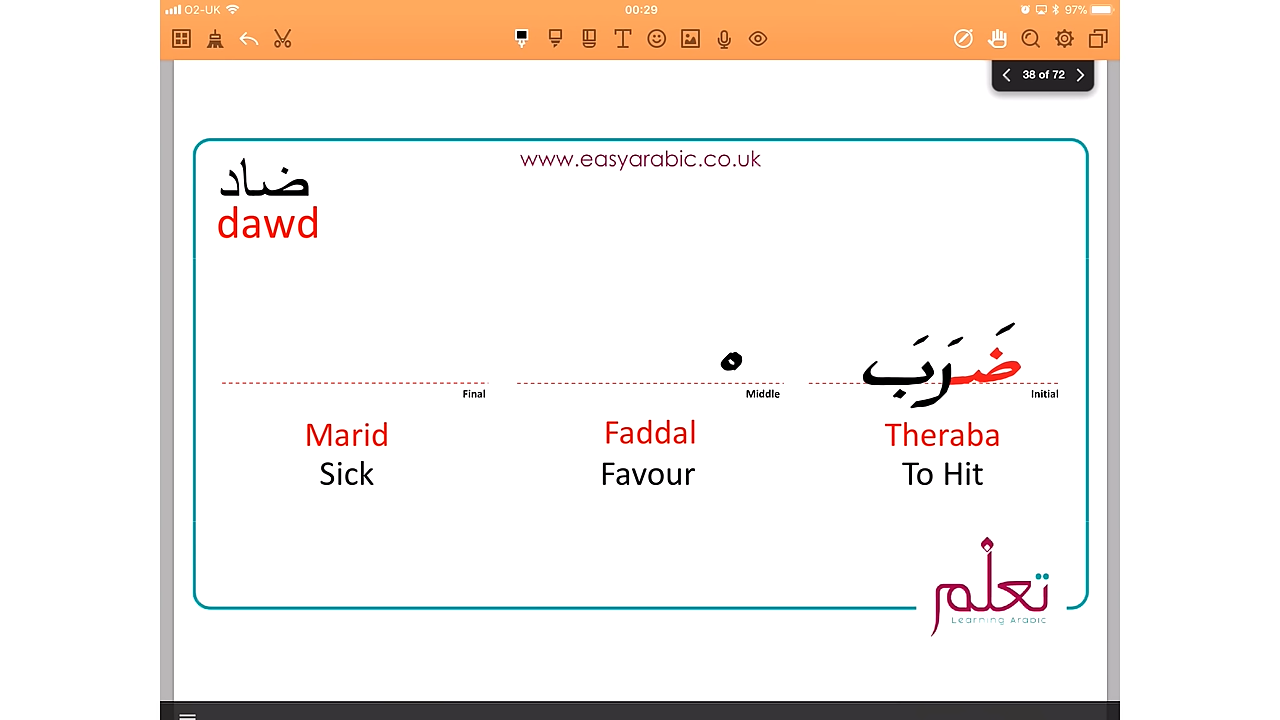 O2-UK
00:29
97%
38 of 72
www.easyarabic.co.uk
ضاد
dawd
ضَرَبَ
Final
Middle
Initial
Marid
Faddal
Theraba
Sick
Favour
To Hit
تعلم
Learning Arabic